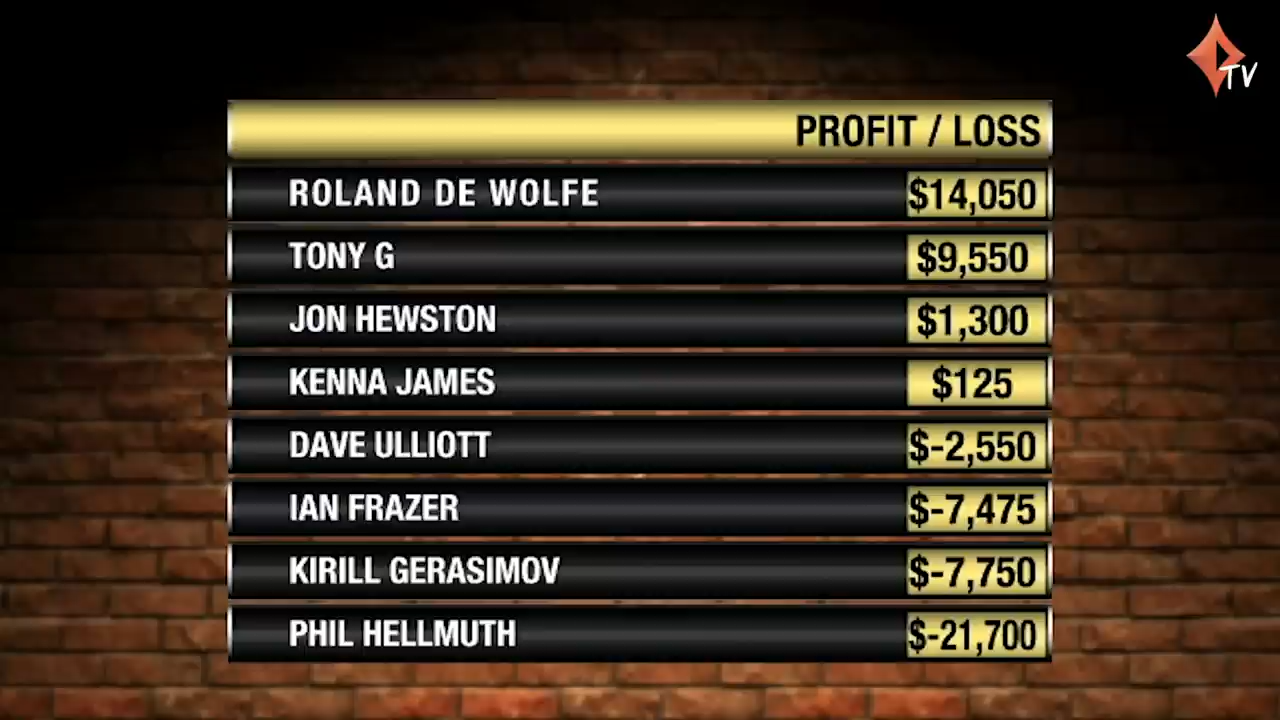 TV
PROFIT / LOSS
ROLAND DE WOLFE $14,050
TONY G $9,550
JON HEWSTON $1,300
KENNA JAMES $125
DAVE ULLIOTT $-2,550
IAN FRAZER $-7,475
KIRILL GERASIMOV $-7,750
PHIL HELLMUTH $-21,700